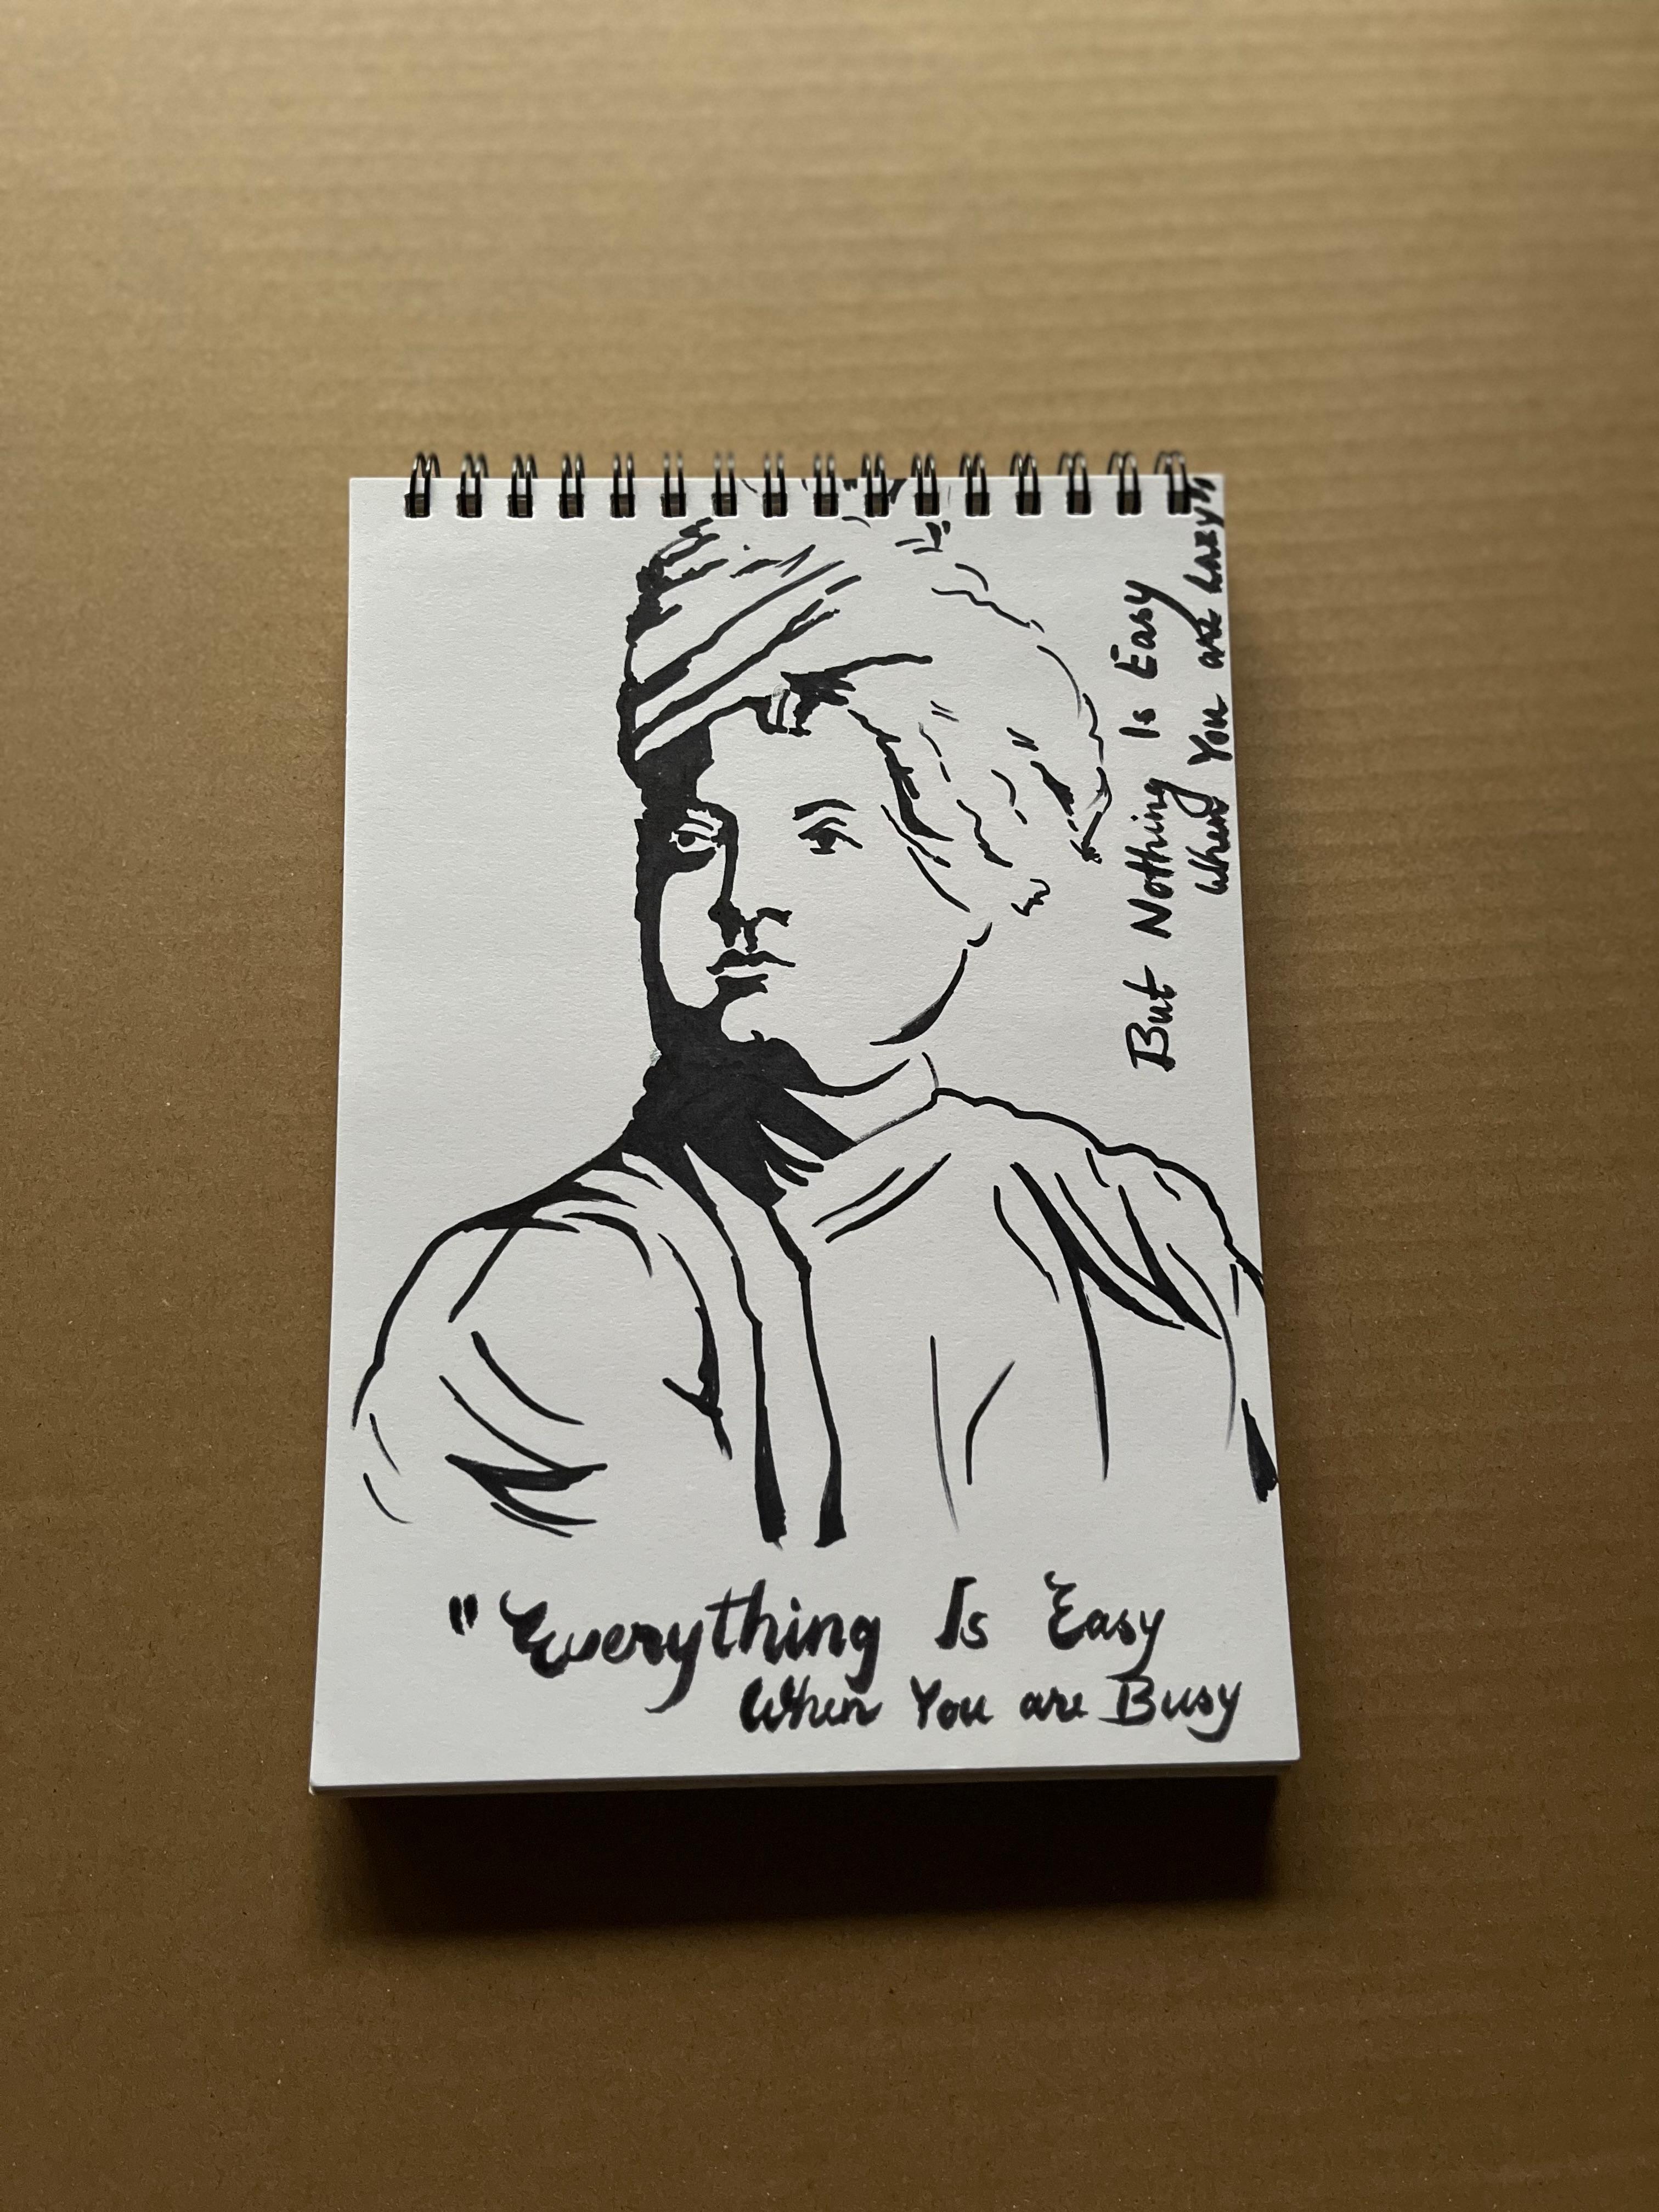 "Everything Is Easy
When You are Busy
But Nothing Is Easy
When You are Lazy"